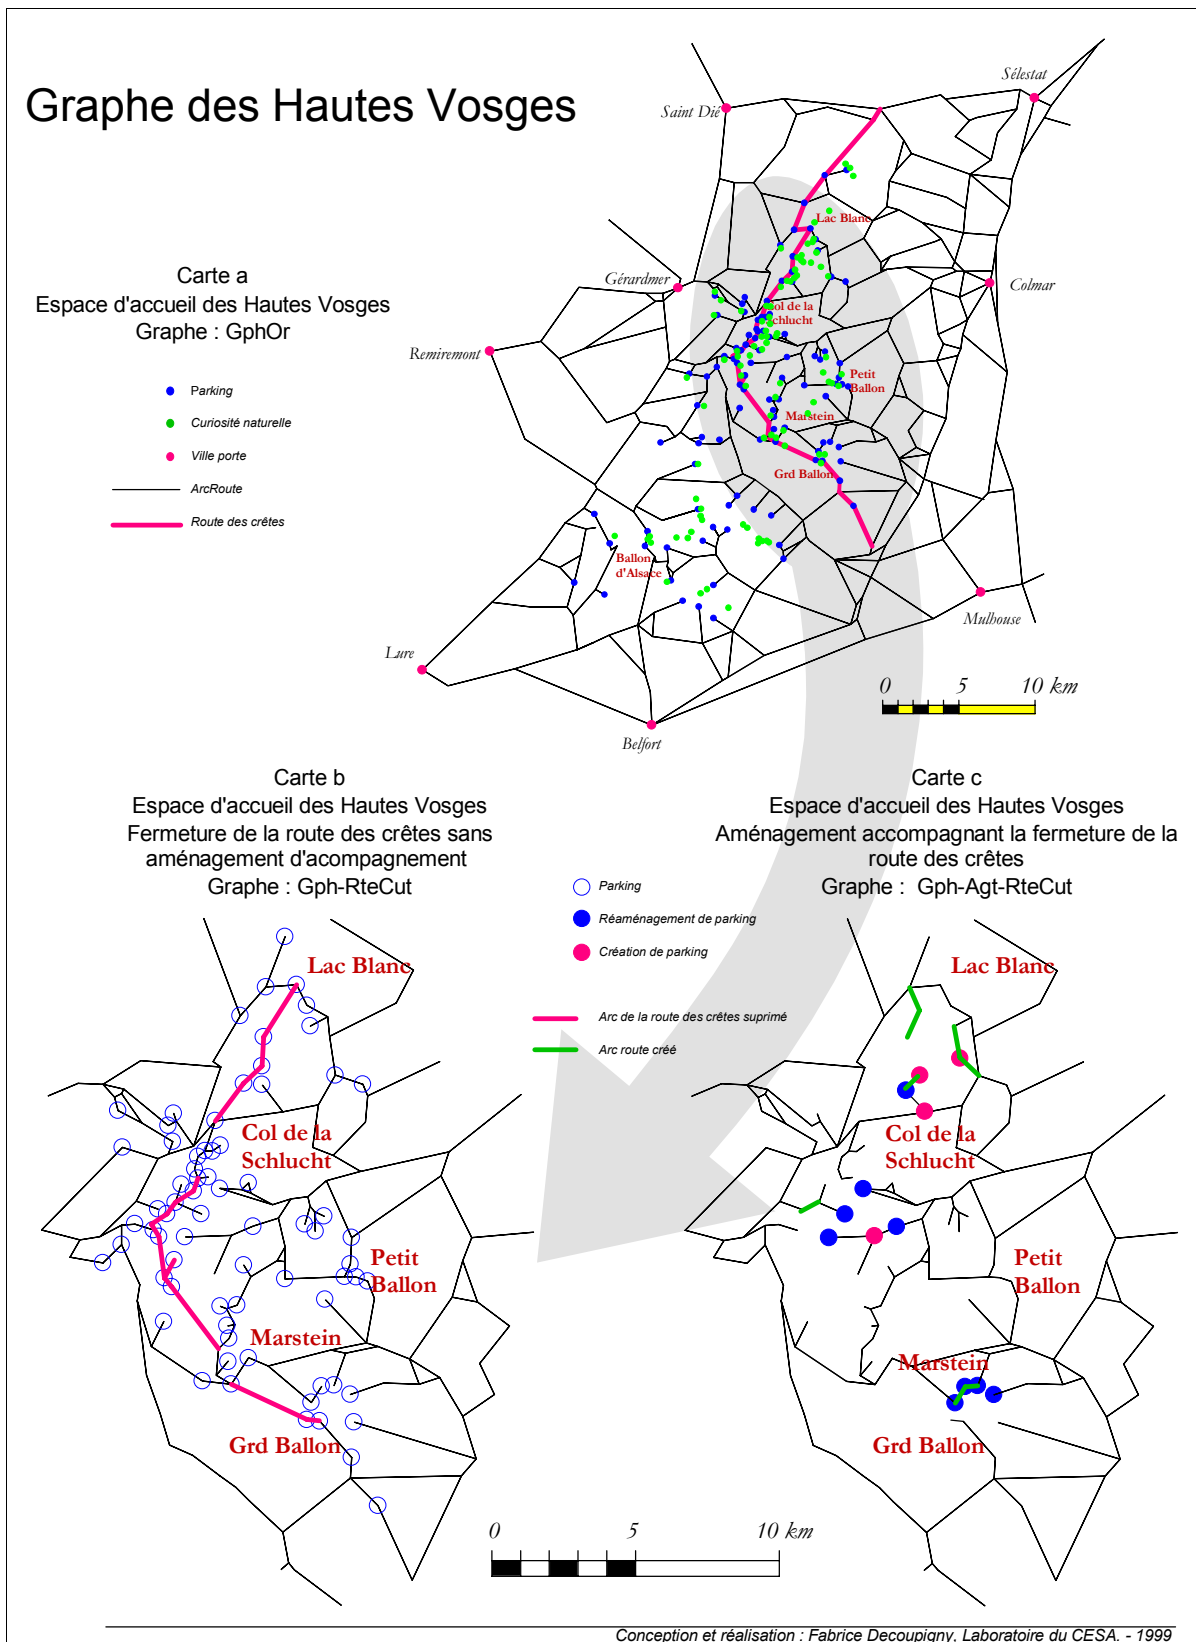 Graphe des Hautes Vosges
Saint Dié
Sélestat
Lac Blanc
Carte a
Espace d'accueil des Hautes Vosges
Graphe : GphOr
Gérardmer
Colmar
Col de la
Schlucht
Remiremont
Petit
Ballon
Parking
Curiosité naturelle
Ville porte
ArcRoute
Route des crêtes
Marstein
Grd Ballon
Ballon
d'Alsace
Mulhouse
Lure
0 5 10 km
Belfort
Carte b
Espace d'accueil des Hautes Vosges
Fermeture de la route des crêtes sans
aménagement d'acompagnement
Graphe : Gph-RteCut
Carte c
Espace d'accueil des Hautes Vosges
Aménagement accompagnant la fermeture de la
route des crêtes
Graphe : Gph-Agt-RteCut
Parking
Réaménagement de parking
Création de parking
Arc de la route des crêtes suprimé
Arc route créé
Lac Blanc
Col de la
Schlucht
Petit
Ballon
Marstein
Grd Ballon
Lac Blanc
Col de la
Schlucht
Petit
Ballon
Marstein
Grd Ballon
0 5 10 km
Conception et réalisation : Fabrice Decoupigny, Laboratoire du CESA. - 1999